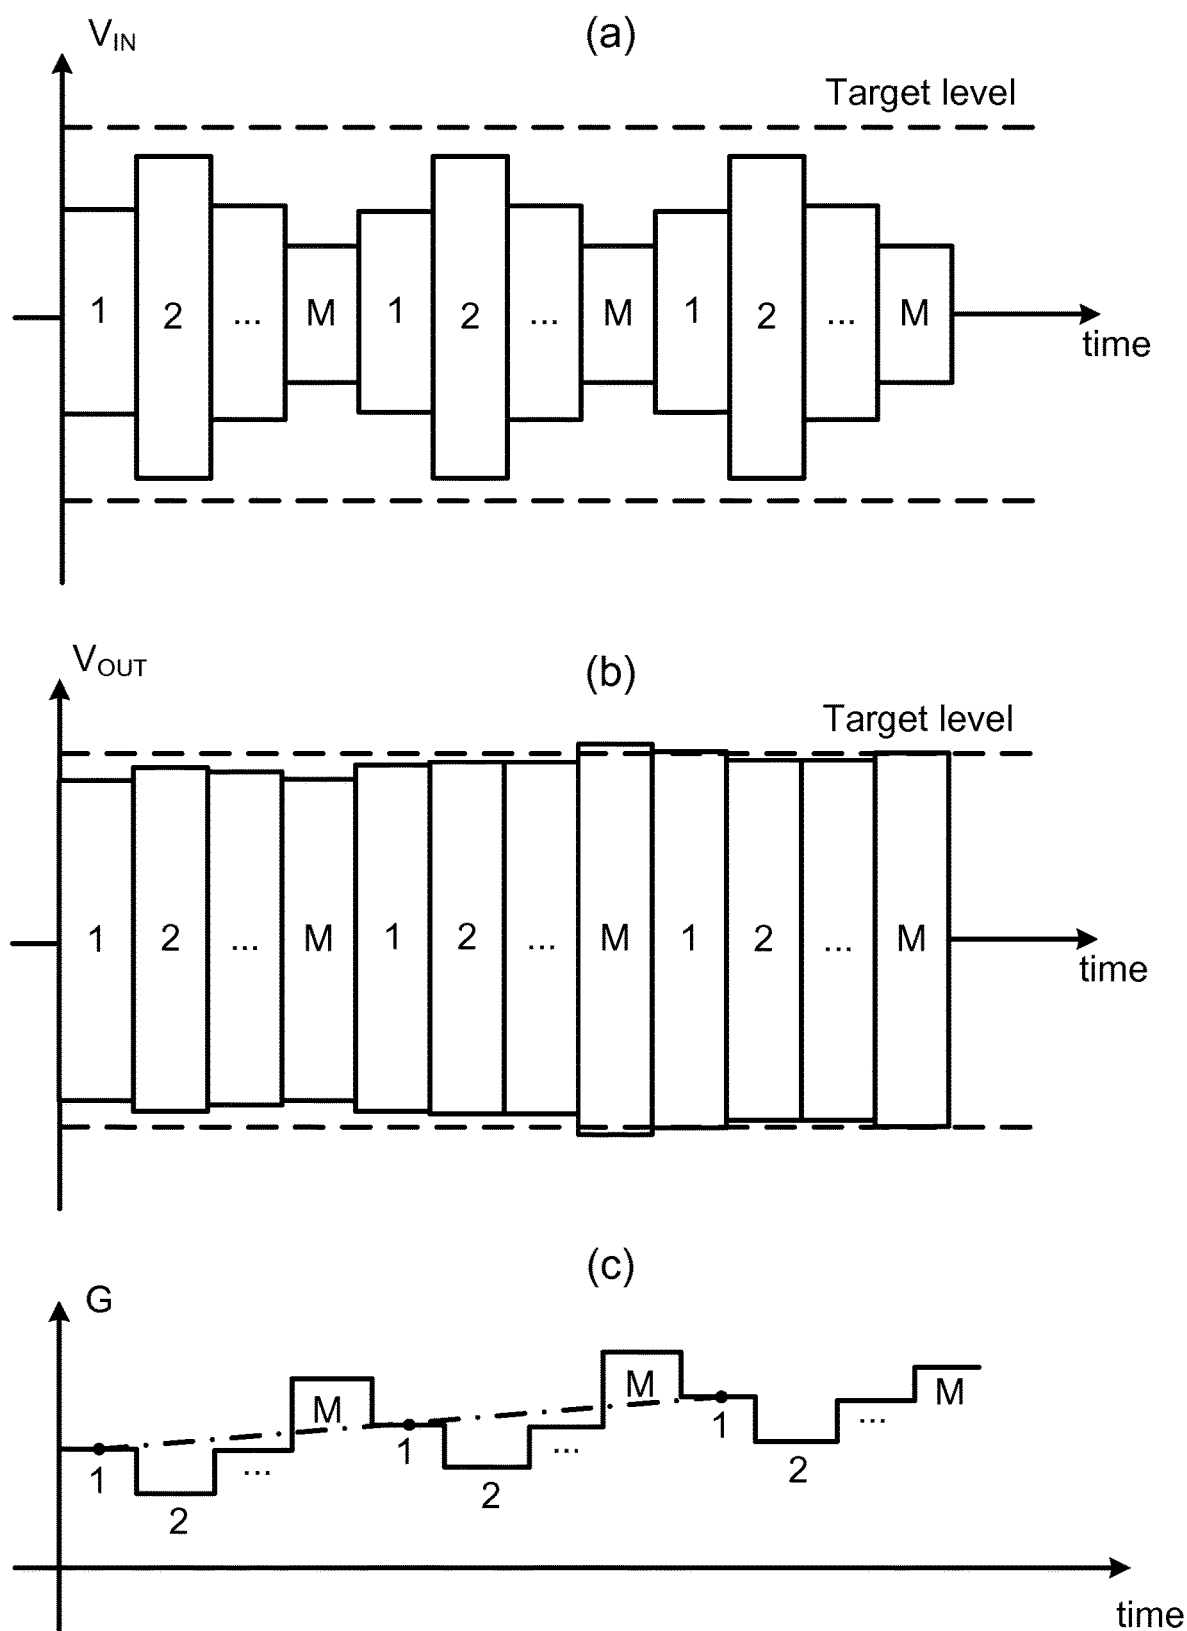 V_IN
(a)
Target level
1 2 ... M 1 2 ... M 1 2 ... M
time
V_OUT
(b)
Target level
1 2 ... M 1 2 ... M 1 2 ... M
time
(c)
G
M M M
1 ... 1 ... 1 ...
2 2 2
time